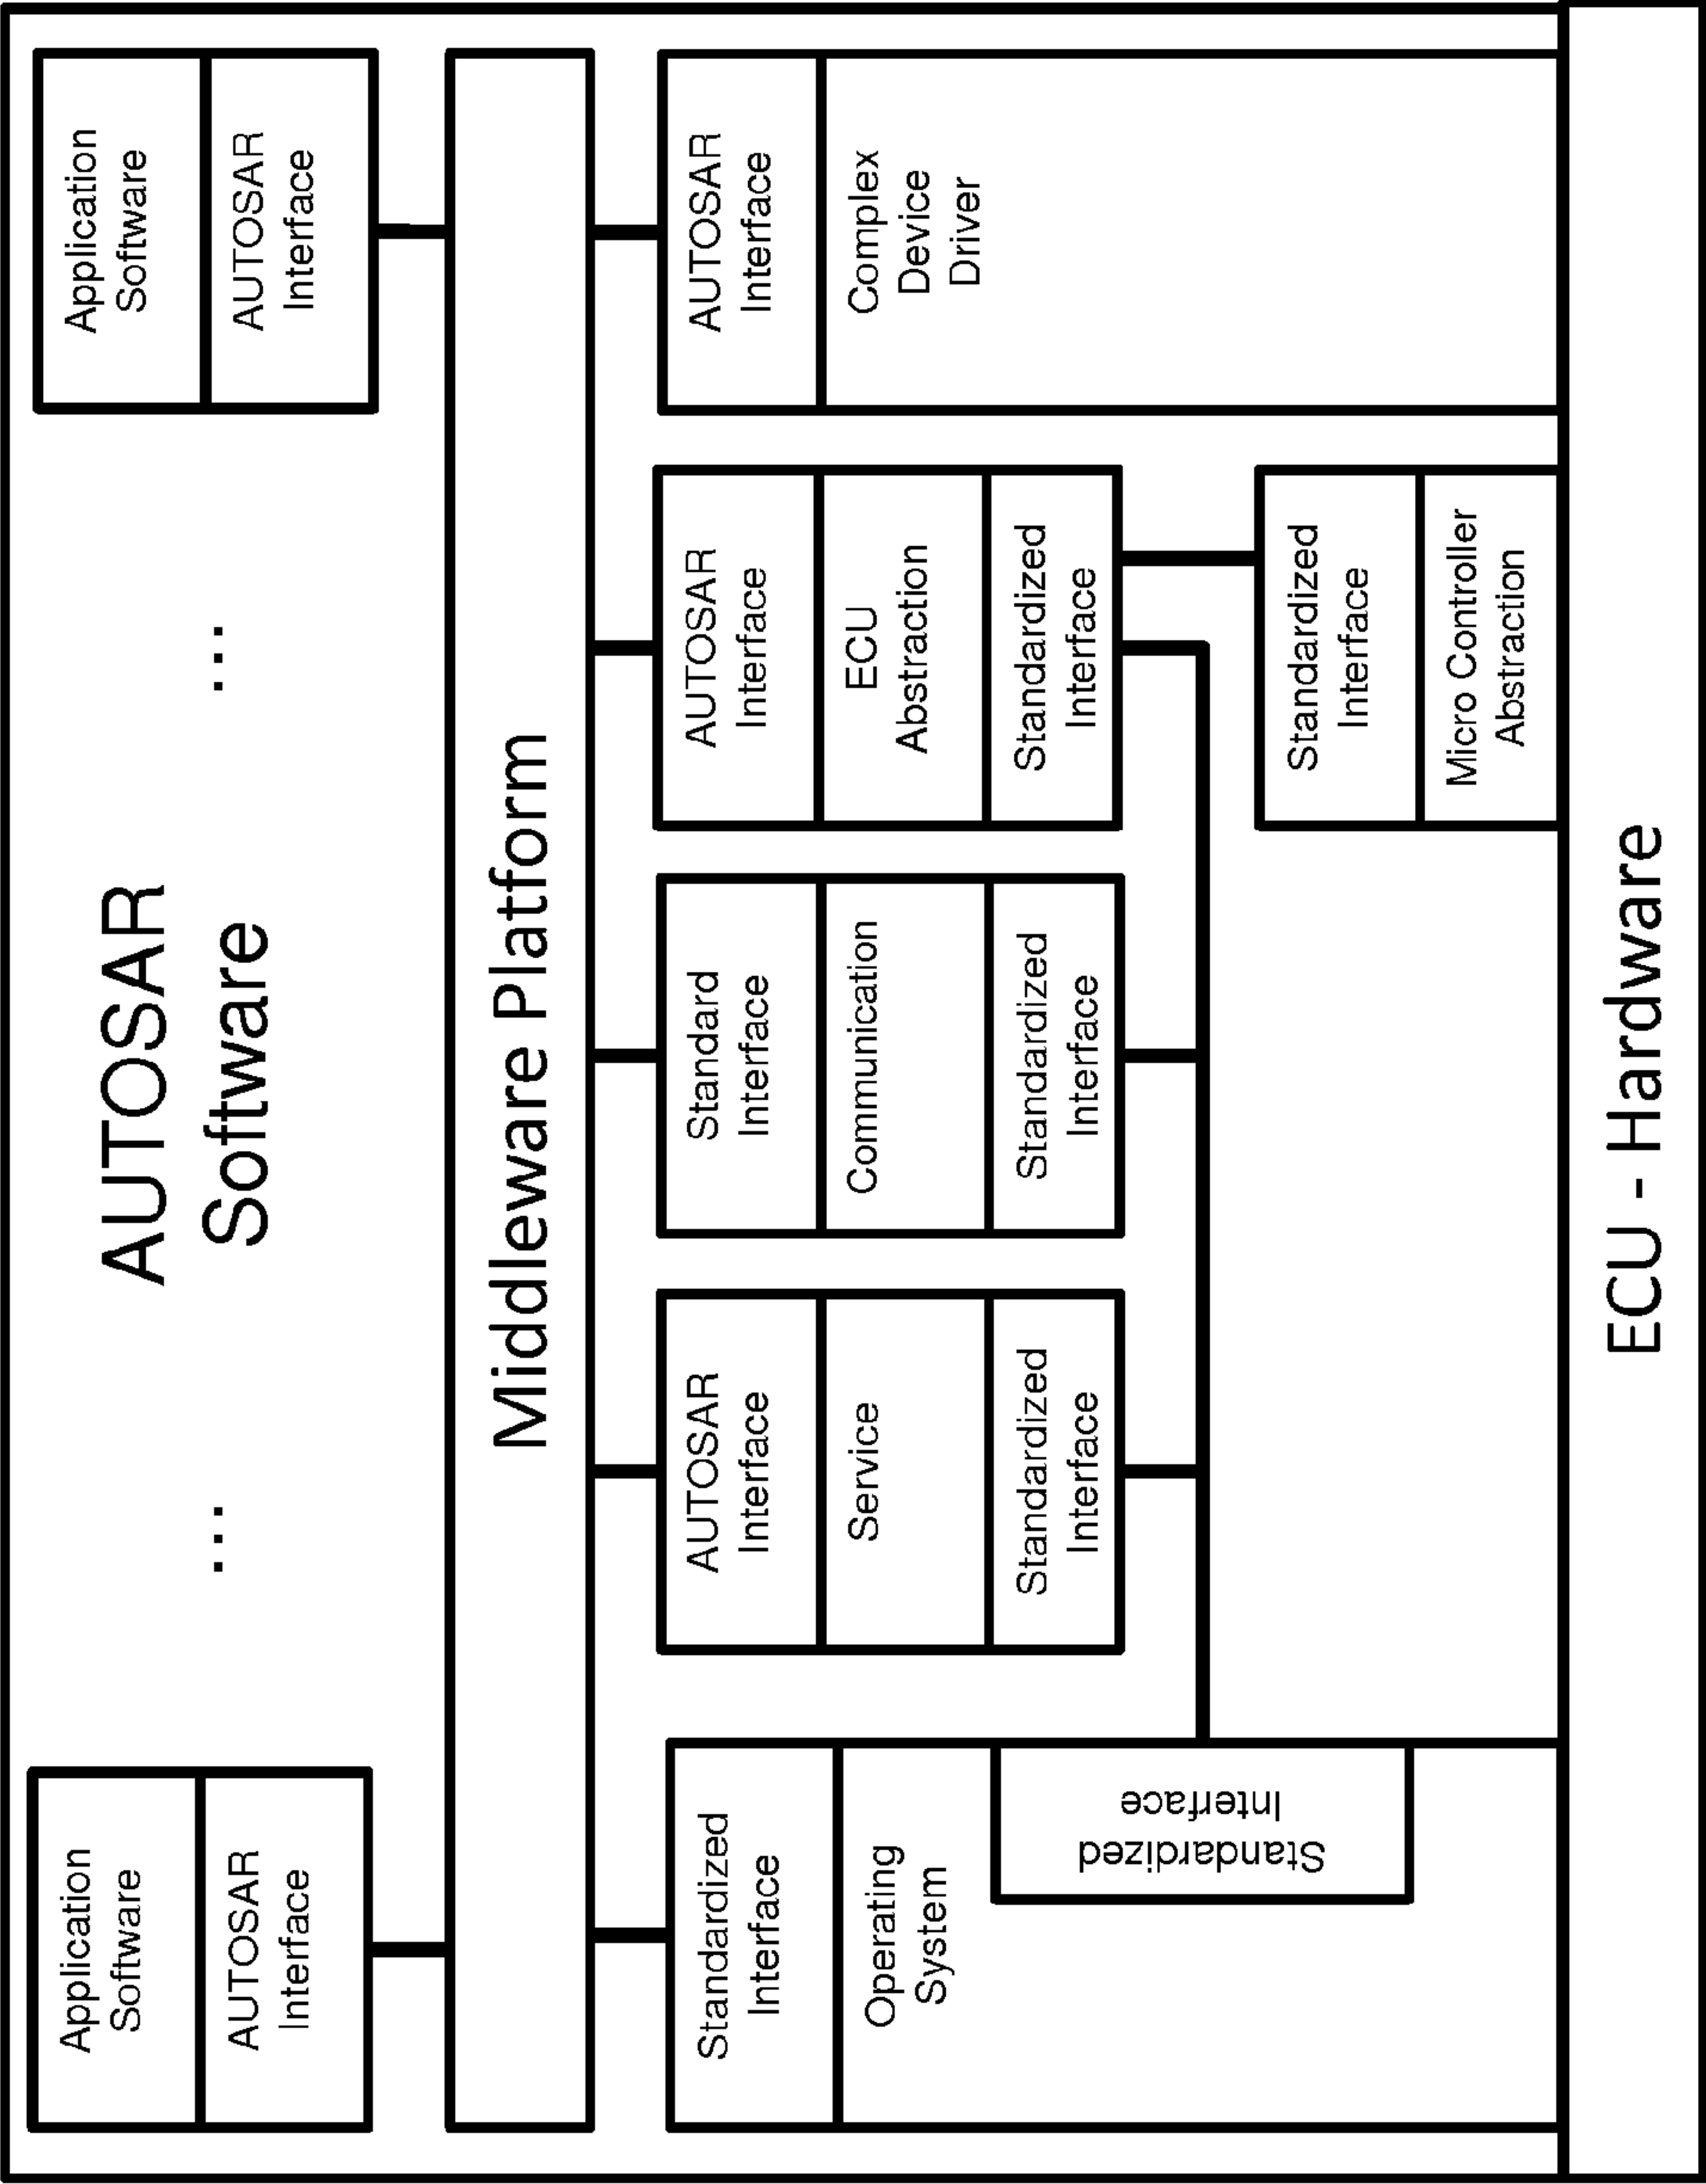 Application
Software
AUTOSAR
Interface
...
AUTOSAR
Software
...
Application
Software
AUTOSAR
Interface
Middleware Platform
Standardized
Interface
Operating
System
Standardized
Interface
AUTOSAR
Interface
Service
Standardized
Interface
Standard
Interface
Communication
Standardized
Interface
AUTOSAR
Interface
ECU
Abstraction
Standardized
Interface
Standardized
Interface
Micro Controller
Abstraction
AUTOSAR
Interface
Complex
Device
Driver
ECU - Hardware